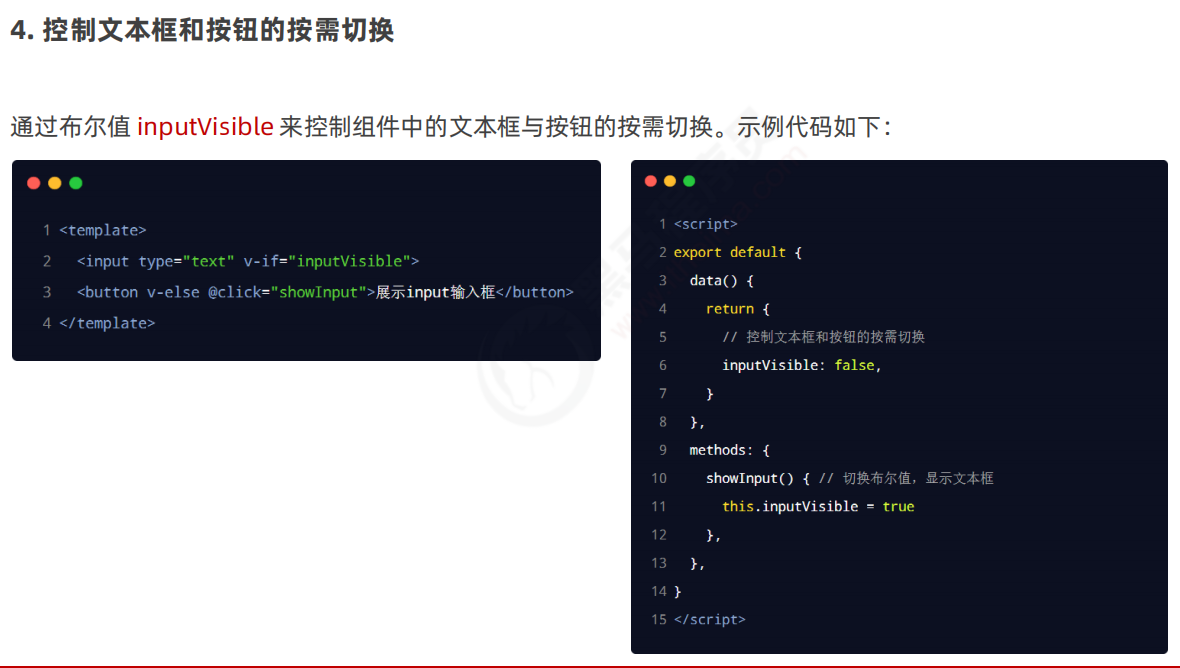 4. 控制文本框和按钮的按需切换
通过布尔值 inputVisible 来控制组件中的文本框与按钮的按需切换。示例代码如下：
1 <template>
2   <input type="text" v-if="inputVisible">
3   <button v-else @click="showInput">展示input输入框</button>
4 </template>
1 <script>
2 export default {
3   data() {
4     return {
5       // 控制文本框和按钮的按需切换
6       inputVisible: false,
7     }
8   },
9   methods: {
10     showInput() { // 切换布尔值，显示文本框
11       this.inputVisible = true
12     },
13   },
14 }
15 </script>